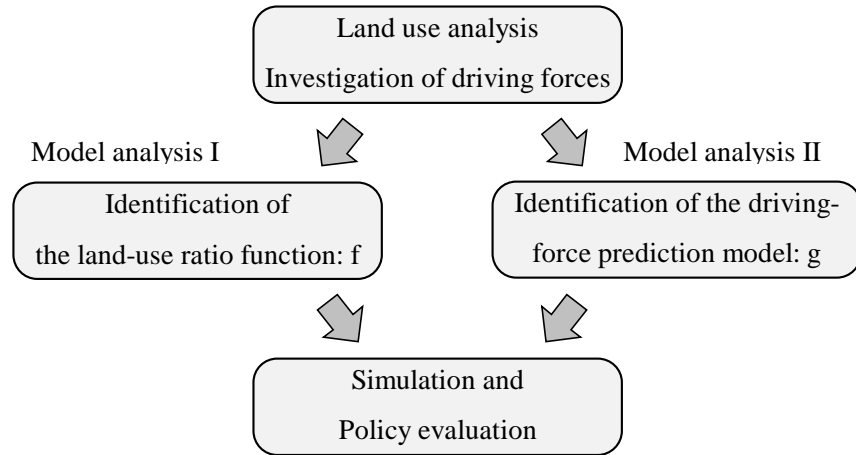 Land use analysis
Investigation of driving forces
Model analysis I
Model analysis II
Identification of
the land-use ratio function: f
Identification of the driving-
force prediction model: g
Simulation and
Policy evaluation